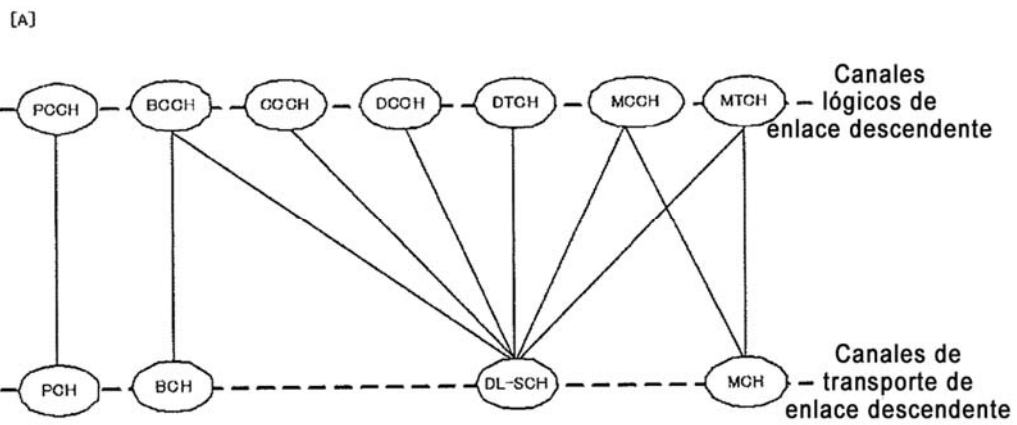 [A]
PCCH
BCCH
CCCH
DCCH
DTCH
MCCH
MTCH
Canales
lógicos de
enlace descendente
PCH
BCH
DL-SCH
MCH
Canales de
transporte de
enlace descendente